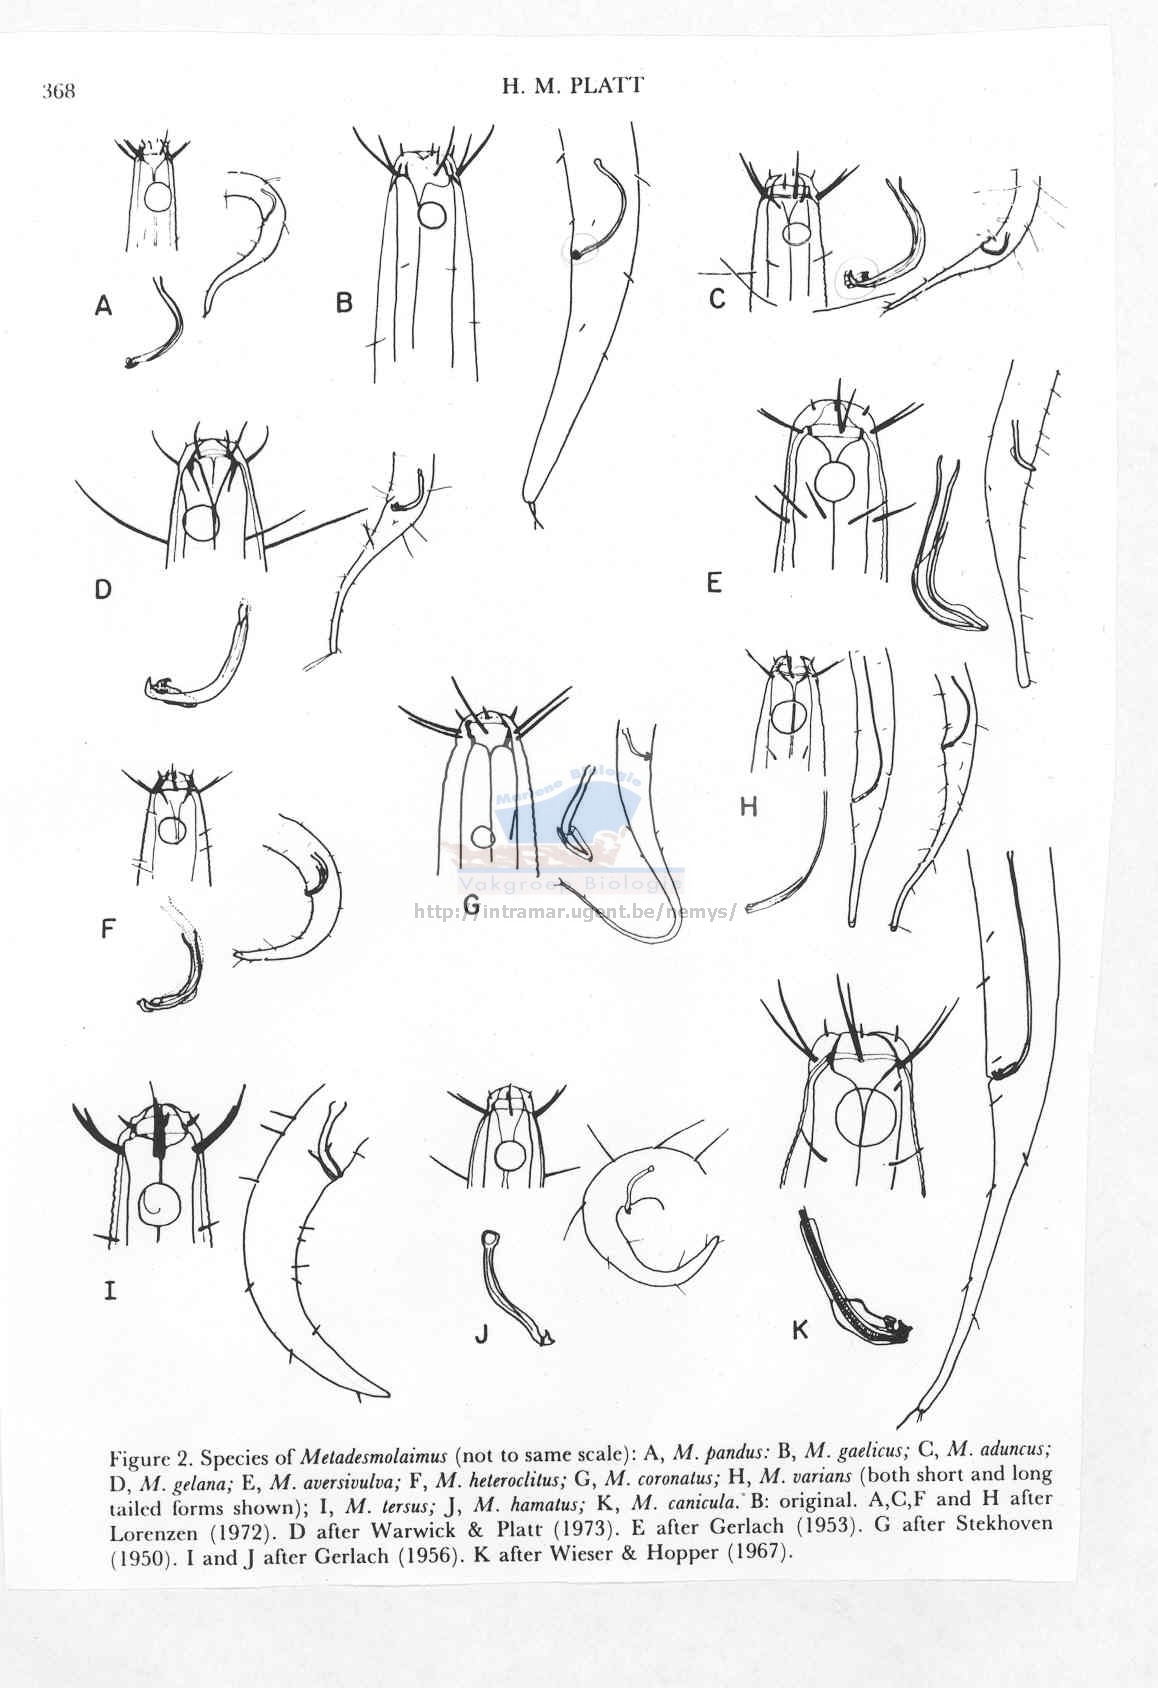 368
H. M. PLATT
A
B
C
D
E
F
G
H
I
J
K
Mariene Biologie
Vakgroep Biologie
http://intramar.ugent.be/nemys/
Figure 2. Species of Metadesmolaimus (not to same scale): A, M. pandus: B, M. gaelicus; C, M. aduncus;
D, M. gelana; E, M. aversivulva; F, M. heteroclitus; G, M. coronatus; H, M. varians (both short and long
tailed forms shown); I, M. tersus; J, M. hamatus; K, M. canicula. B: original. A,C,F and H after
Lorenzen (1972). D after Warwick & Platt (1973). E after Gerlach (1953). G after Stekhoven
(1950). I and J after Gerlach (1956). K after Wieser & Hopper (1967).